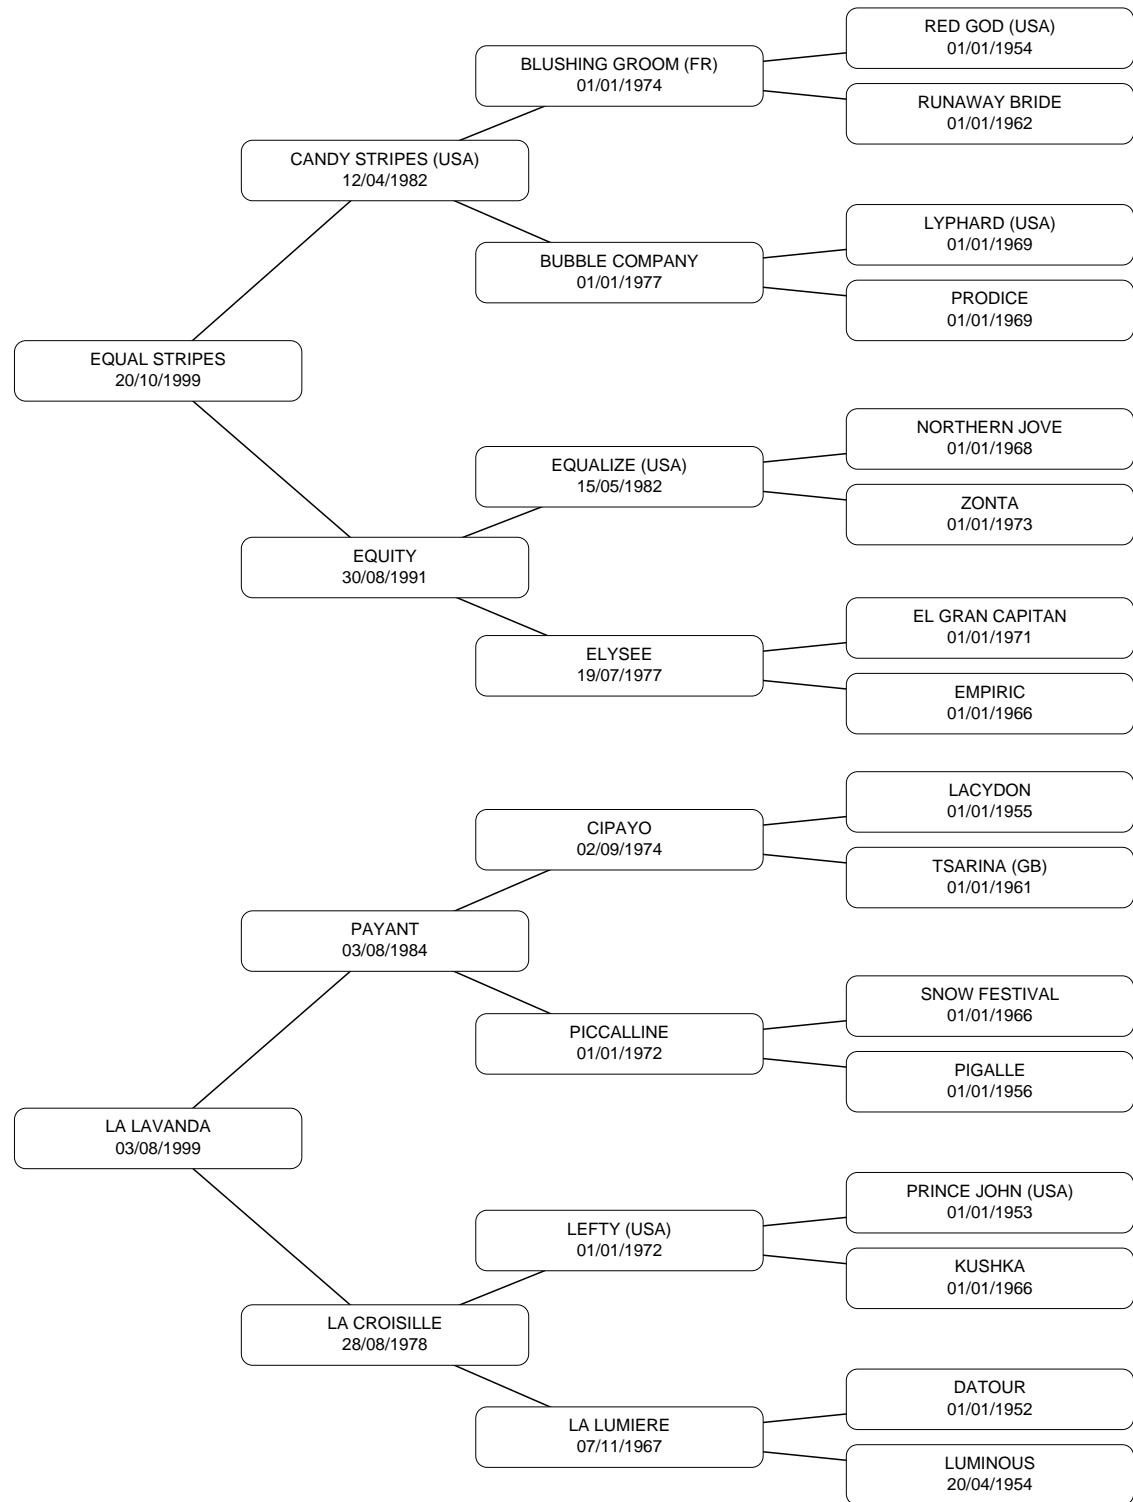 RED GOD (USA)
01/01/1954
BLUSHING GROOM (FR)
01/01/1974
RUNAWAY BRIDE
01/01/1962
CANDY STRIPES (USA)
12/04/1982
LYPHARD (USA)
01/01/1969
BUBBLE COMPANY
01/01/1977
PRODICE
01/01/1969
EQUAL STRIPES
20/10/1999
NORTHERN JOVE
01/01/1968
EQUALIZE (USA)
15/05/1982
ZONTA
01/01/1973
EQUITY
30/08/1991
EL GRAN CAPITAN
01/01/1971
ELYSEE
19/07/1977
EMPIRIC
01/01/1966
LACYDON
01/01/1955
CIPAYO
02/09/1974
TSARINA (GB)
01/01/1961
PAYANT
03/08/1984
SNOW FESTIVAL
01/01/1966
PICCALLINE
01/01/1972
PIGALLE
01/01/1956
LA LAVANDA
03/08/1999
PRINCE JOHN (USA)
01/01/1953
LEFTY (USA)
01/01/1972
KUSHKA
01/01/1966
LA CROISILLE
28/08/1978
DATOUR
01/01/1952
LA LUMIERE
07/11/1967
LUMINOUS
20/04/1954